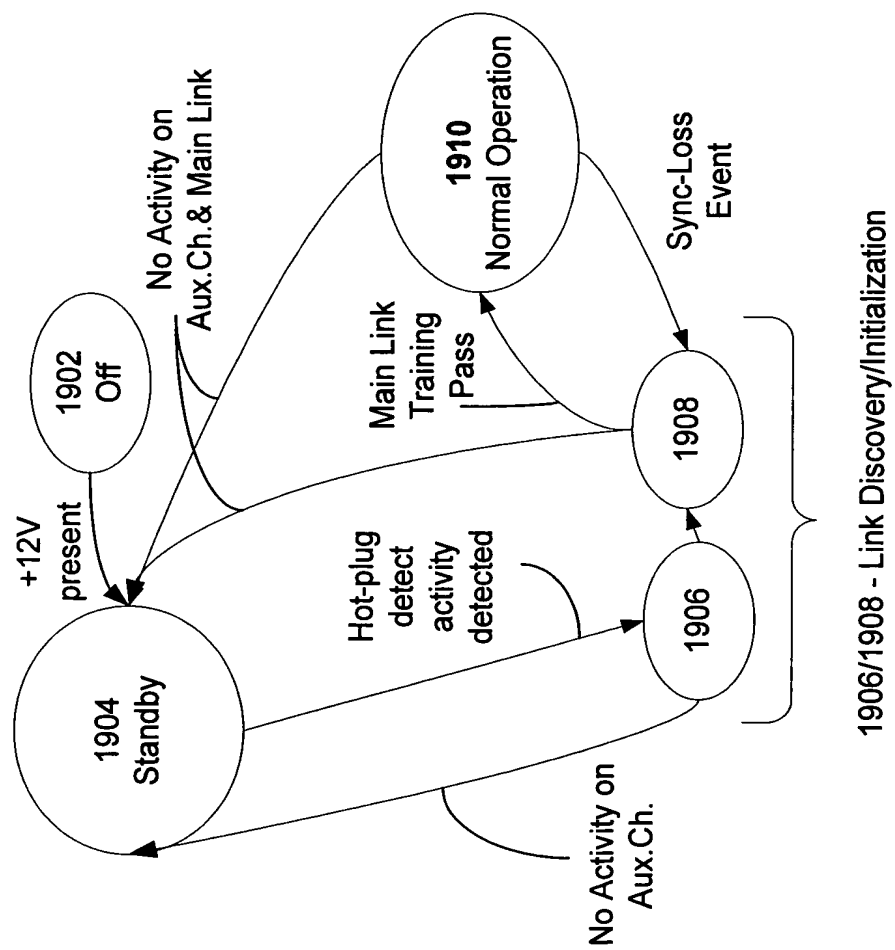 1902
Off
+12V
present
No Activity on
Aux.Ch.& Main Link
1904
Standby
1910
Normal Operation
Hot-plug
detect
activity
detected
Main Link
Training
Pass
Sync-Loss
Event
No Activity on
Aux.Ch.
1906
1908
1906/1908 - Link Discovery/Initialization